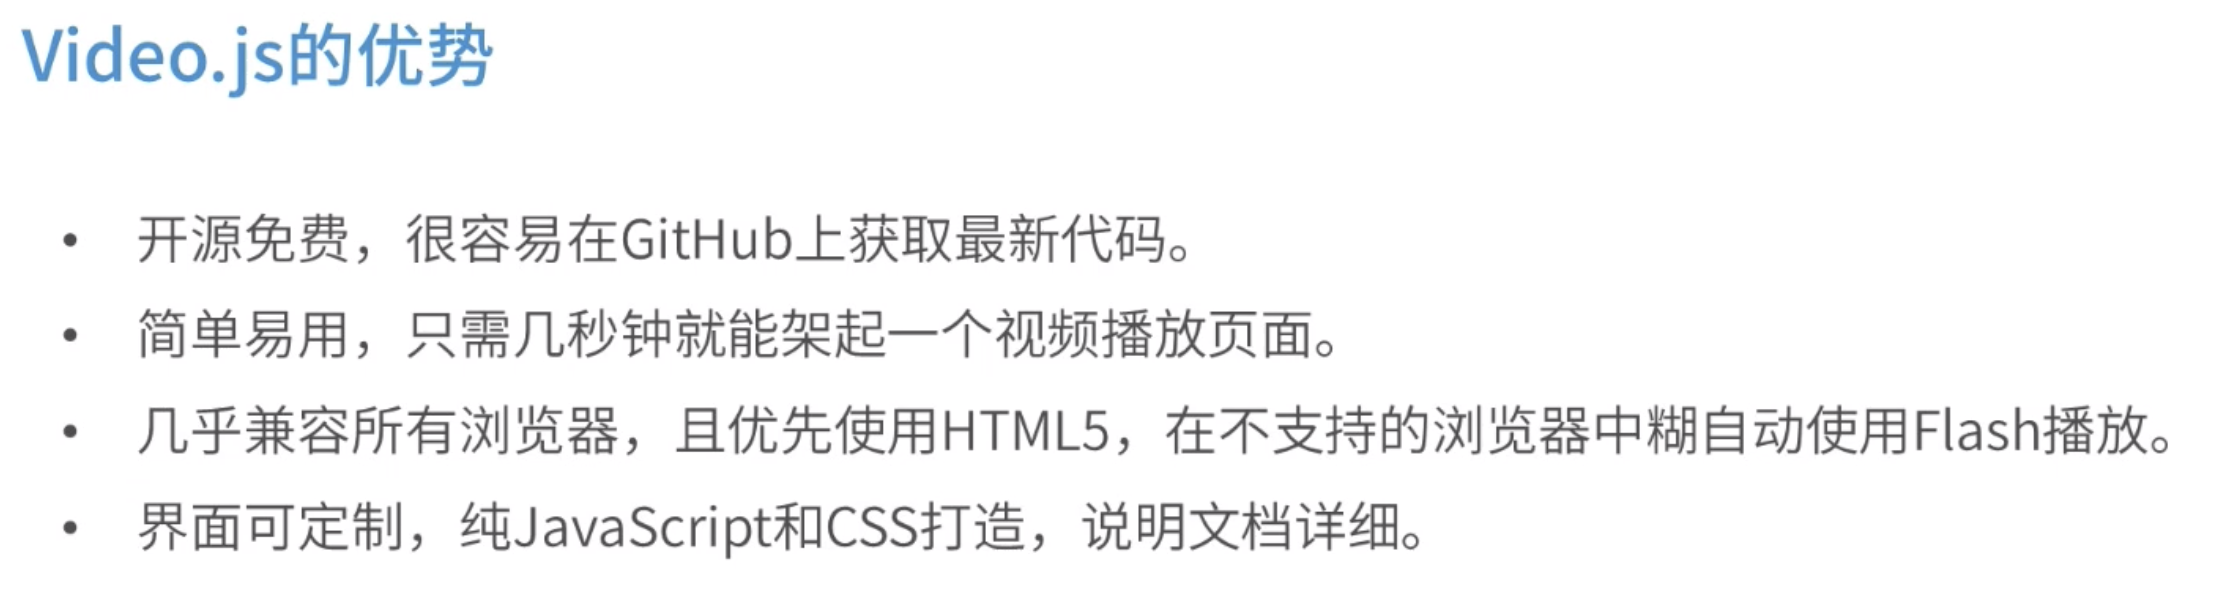 Video.js的优势
• 开源免费，很容易在GitHub上获取最新代码。
• 简单易用，只需几秒钟就能架起一个视频播放页面。
• 几乎兼容所有浏览器，且优先使用HTML5，在不支持的浏览器中糊自动使用Flash播放。
• 界面可定制，纯JavaScript和CSS打造，说明文档详细。